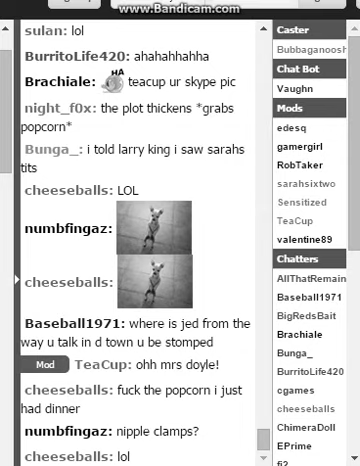 www.Bandicam.com
sulan: lol
BurritoLife420: ahahahhahha
Brachiale: HA teacup ur skype pic
night_f0x: the plot thickens *grabs
popcorn*
Bunga_: i told larry king i saw sarahs
tits
cheeseballs: LOL
numbfingaz:
cheeseballs:
Baseball1971: where is jed from the
way u talk in d town u be stomped
Mod TeaCup: ohh mrs doyle!
cheeseballs: fuck the popcorn i just
had dinner
numbfingaz: nipple clamps?
cheeseballs: lol
Caster
Bubbaganoosh
Chat Bot
Vaughn
Mods
edesq
gamergirl
RobTaker
sarahsixtwo
Sensitized
TeaCup
valentine89
Chatters
AllThatRemain
Baseball1971
BigRedsBait
Brachiale
Bunga_
BurritoLife420
cgames
cheeseballs
ChimeraDoll
EPrime
fi2